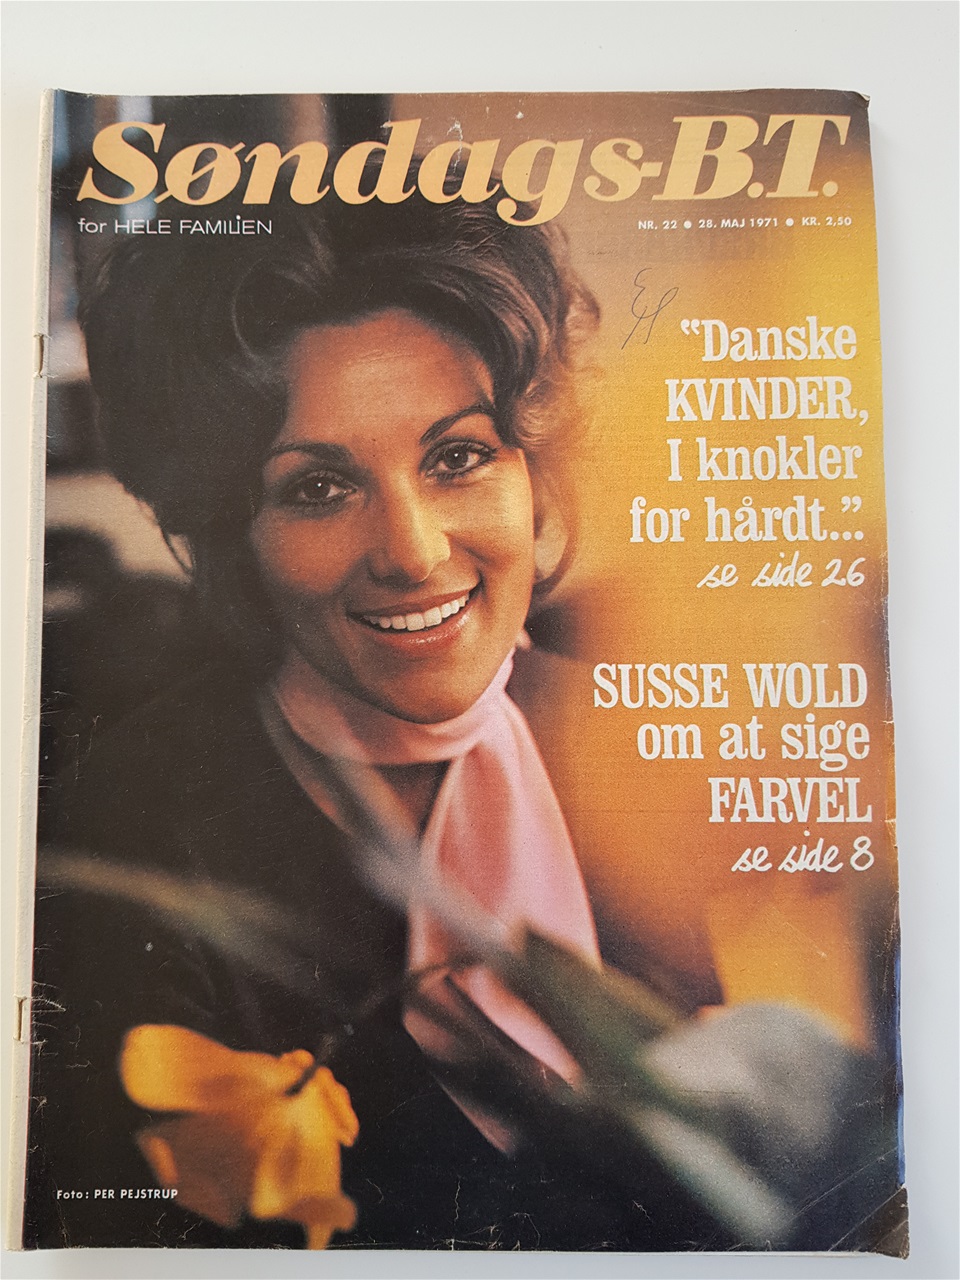 Søndags-B.T.
for HELE FAMILIEN
NR. 22 ● 28. MAJ 1971 ● KR. 2,50
"Danske
KVINDER,
I knokler
for hårdt..."
se side 26
SUSSE WOLD
om at sige
FARVEL
se side 8
Foto: PER PEJSTRUP